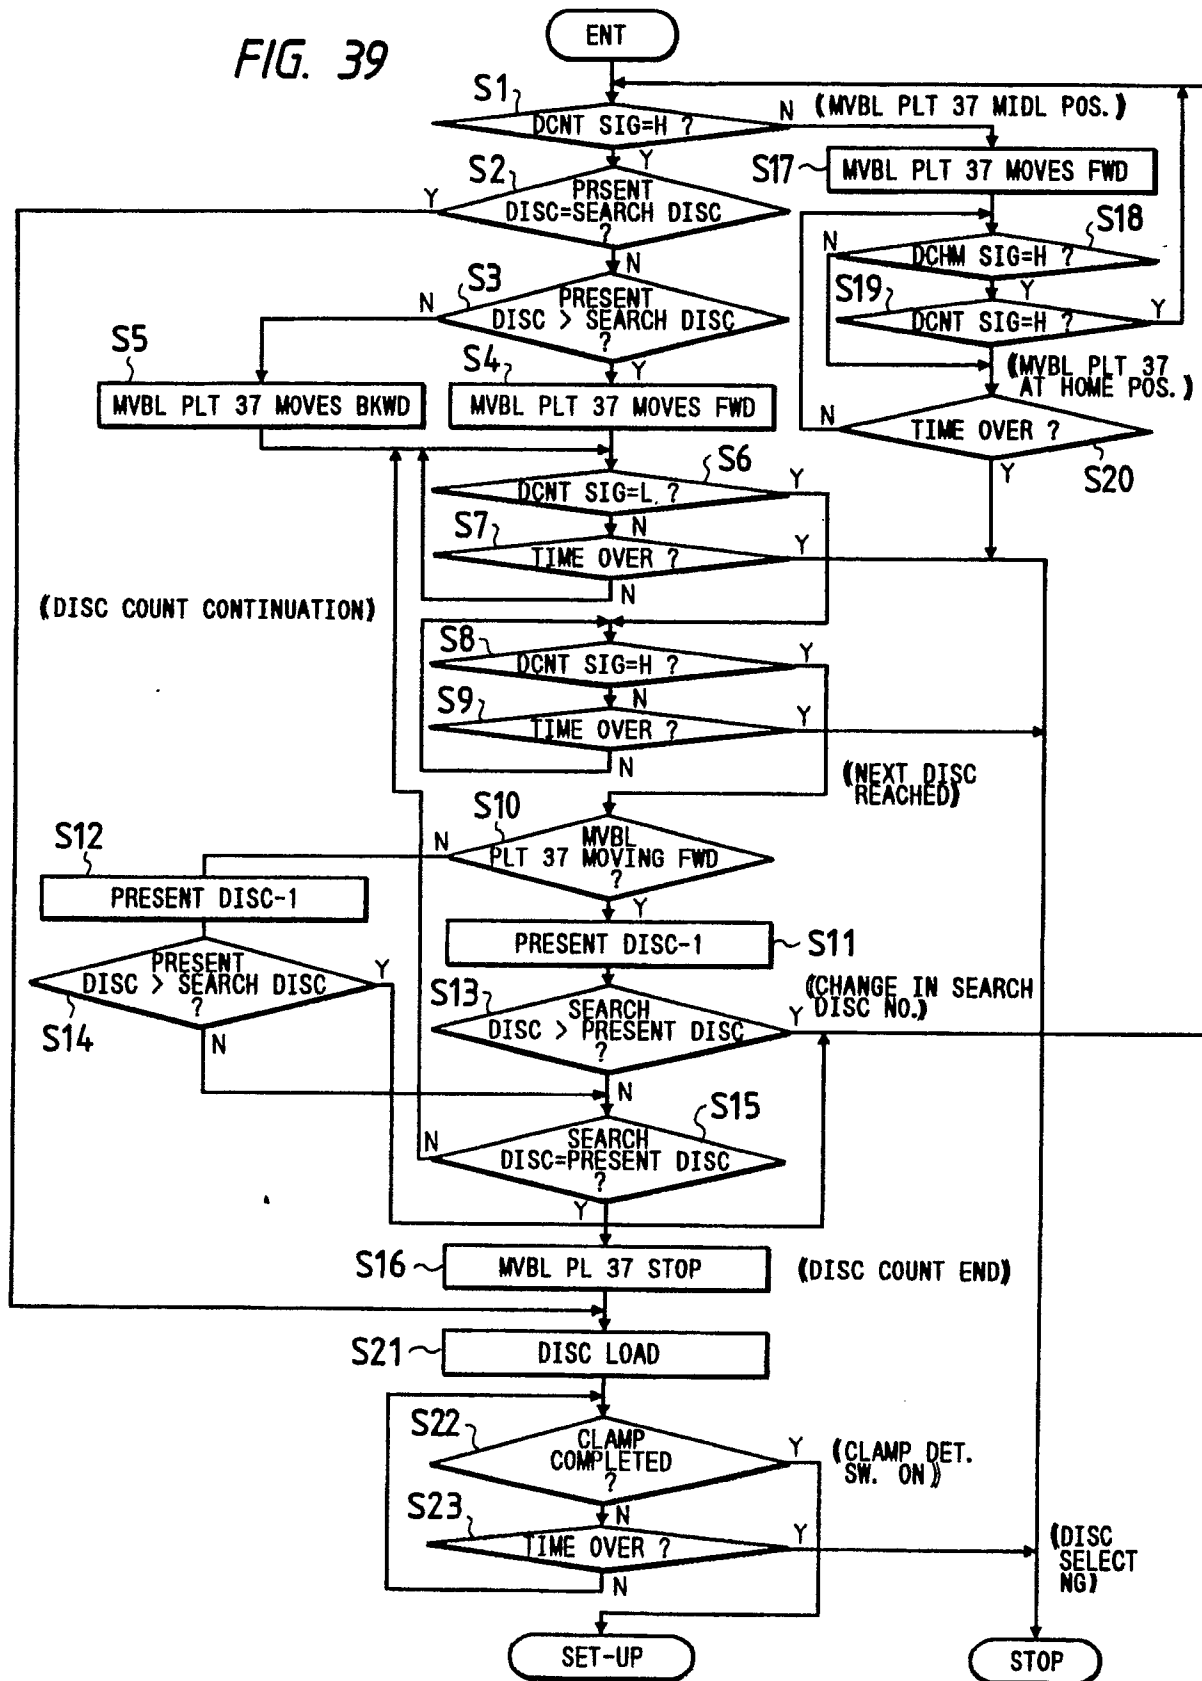 FIG. 39
ENT
S1
DCNT SIG=H ?
N
(MVBL PLT 37 MIDL POS.)
Y
S17
MVBL PLT 37 MOVES FWD
S2
Y
PRSENT
DISC=SEARCH DISC
?
N
S18
N
DCHM SIG=H ?
Y
S3
N
PRESENT
DISC > SEARCH DISC
?
Y
S19
DCNT SIG=H ?
Y
(MVBL PLT 37
AT HOME POS.)
S5
MVBL PLT 37 MOVES BKWD
S4
MVBL PLT 37 MOVES FWD
N
TIME OVER ?
Y
S20
S6
DCNT SIG=L ?
Y
N
S7
TIME OVER ?
Y
N
(DISC COUNT CONTINUATION)
S8
DCNT SIG=H ?
Y
N
S9
TIME OVER ?
Y
N
(NEXT DISC
REACHED)
S10
N
MVBL
PLT 37 MOVING FWD
?
Y
S12
PRESENT DISC-1
PRESENT DISC-1
S11
PRESENT
DISC > SEARCH DISC
?
Y
S14
N
(CHANGE IN SEARCH
DISC NO.)
S13
SEARCH
DISC > PRESENT DISC
?
Y
N
S15
N
SEARCH
DISC=PRESENT DISC
?
Y
S16
MVBL PL 37 STOP
(DISC COUNT END)
S21
DISC LOAD
S22
CLAMP
COMPLETED
?
Y
(CLAMP DET.
SW. ON)
N
S23
TIME OVER ?
Y
N
(DISC
SELECT
NG)
SET-UP
STOP